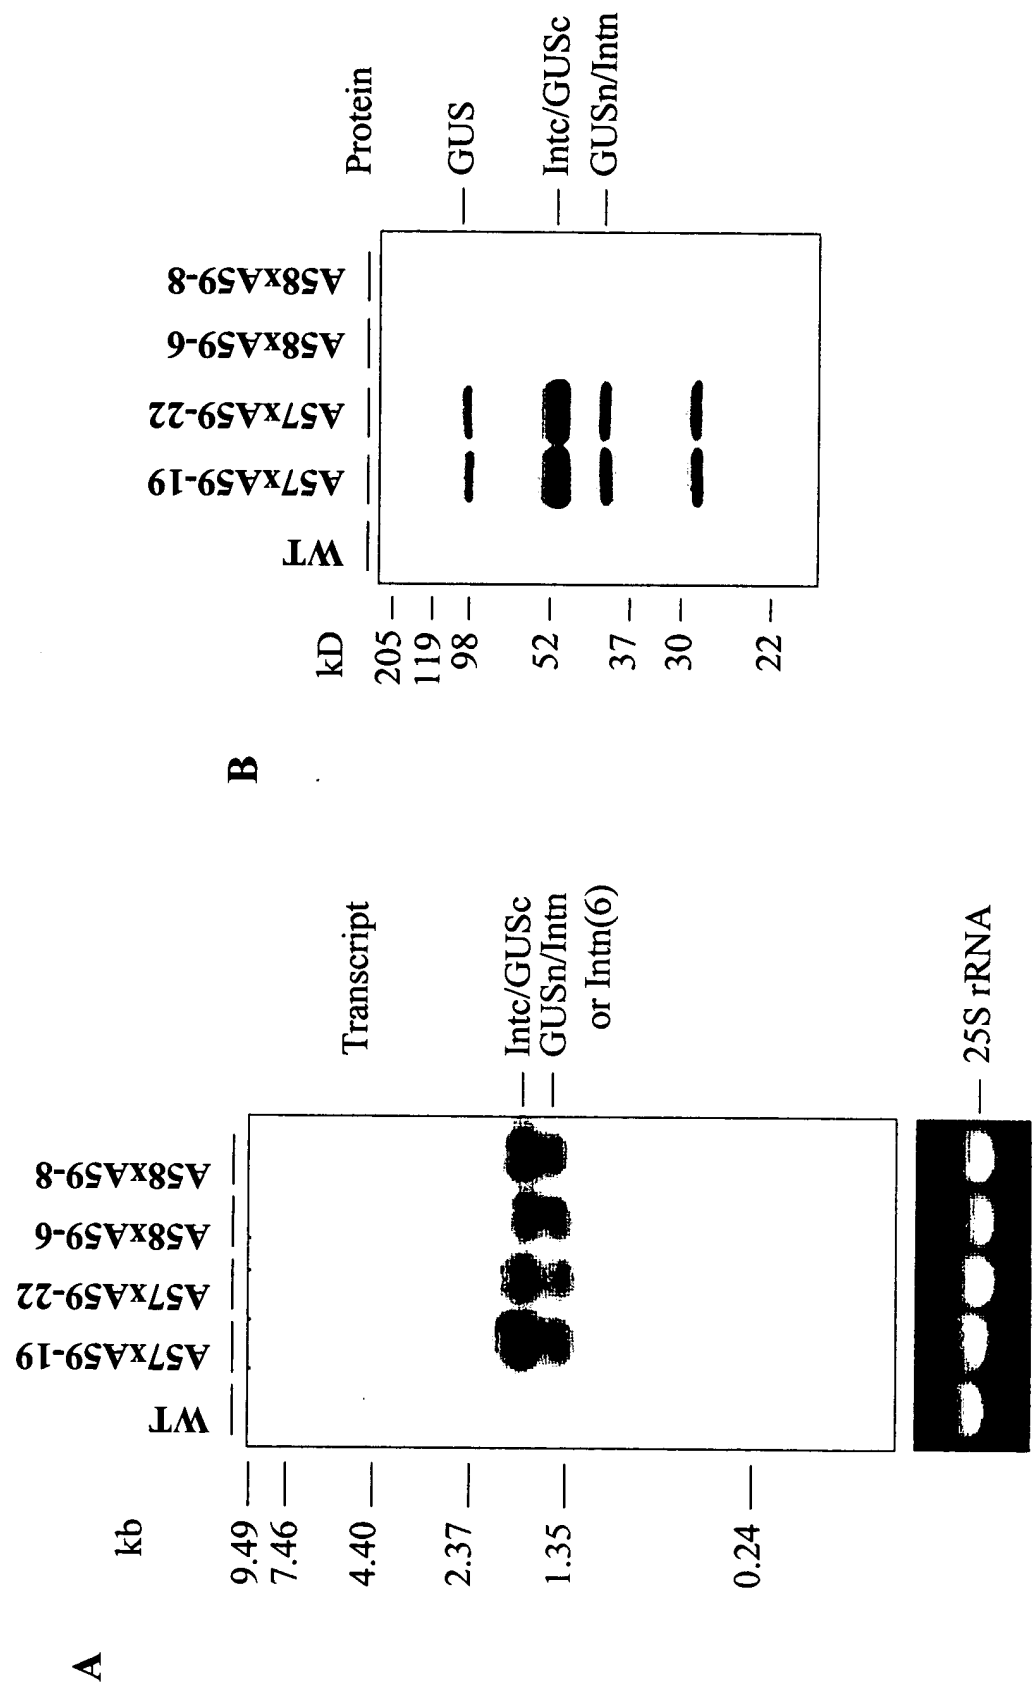 A
kb
9.49
7.46
4.40
2.37
1.35
0.24
WT
A57xA59-19
A57xA59-22
A58xA59-6
A58xA59-8
Transcript
Intc/GUSc
GUSn/Intn
or Intn(6)
25S rRNA
B
kD
205
119
98
52
37
30
22
WT
A57xA59-19
A57xA59-22
A58xA59-6
A58xA59-8
Protein
GUS
Intc/GUSc
GUSn/Intn